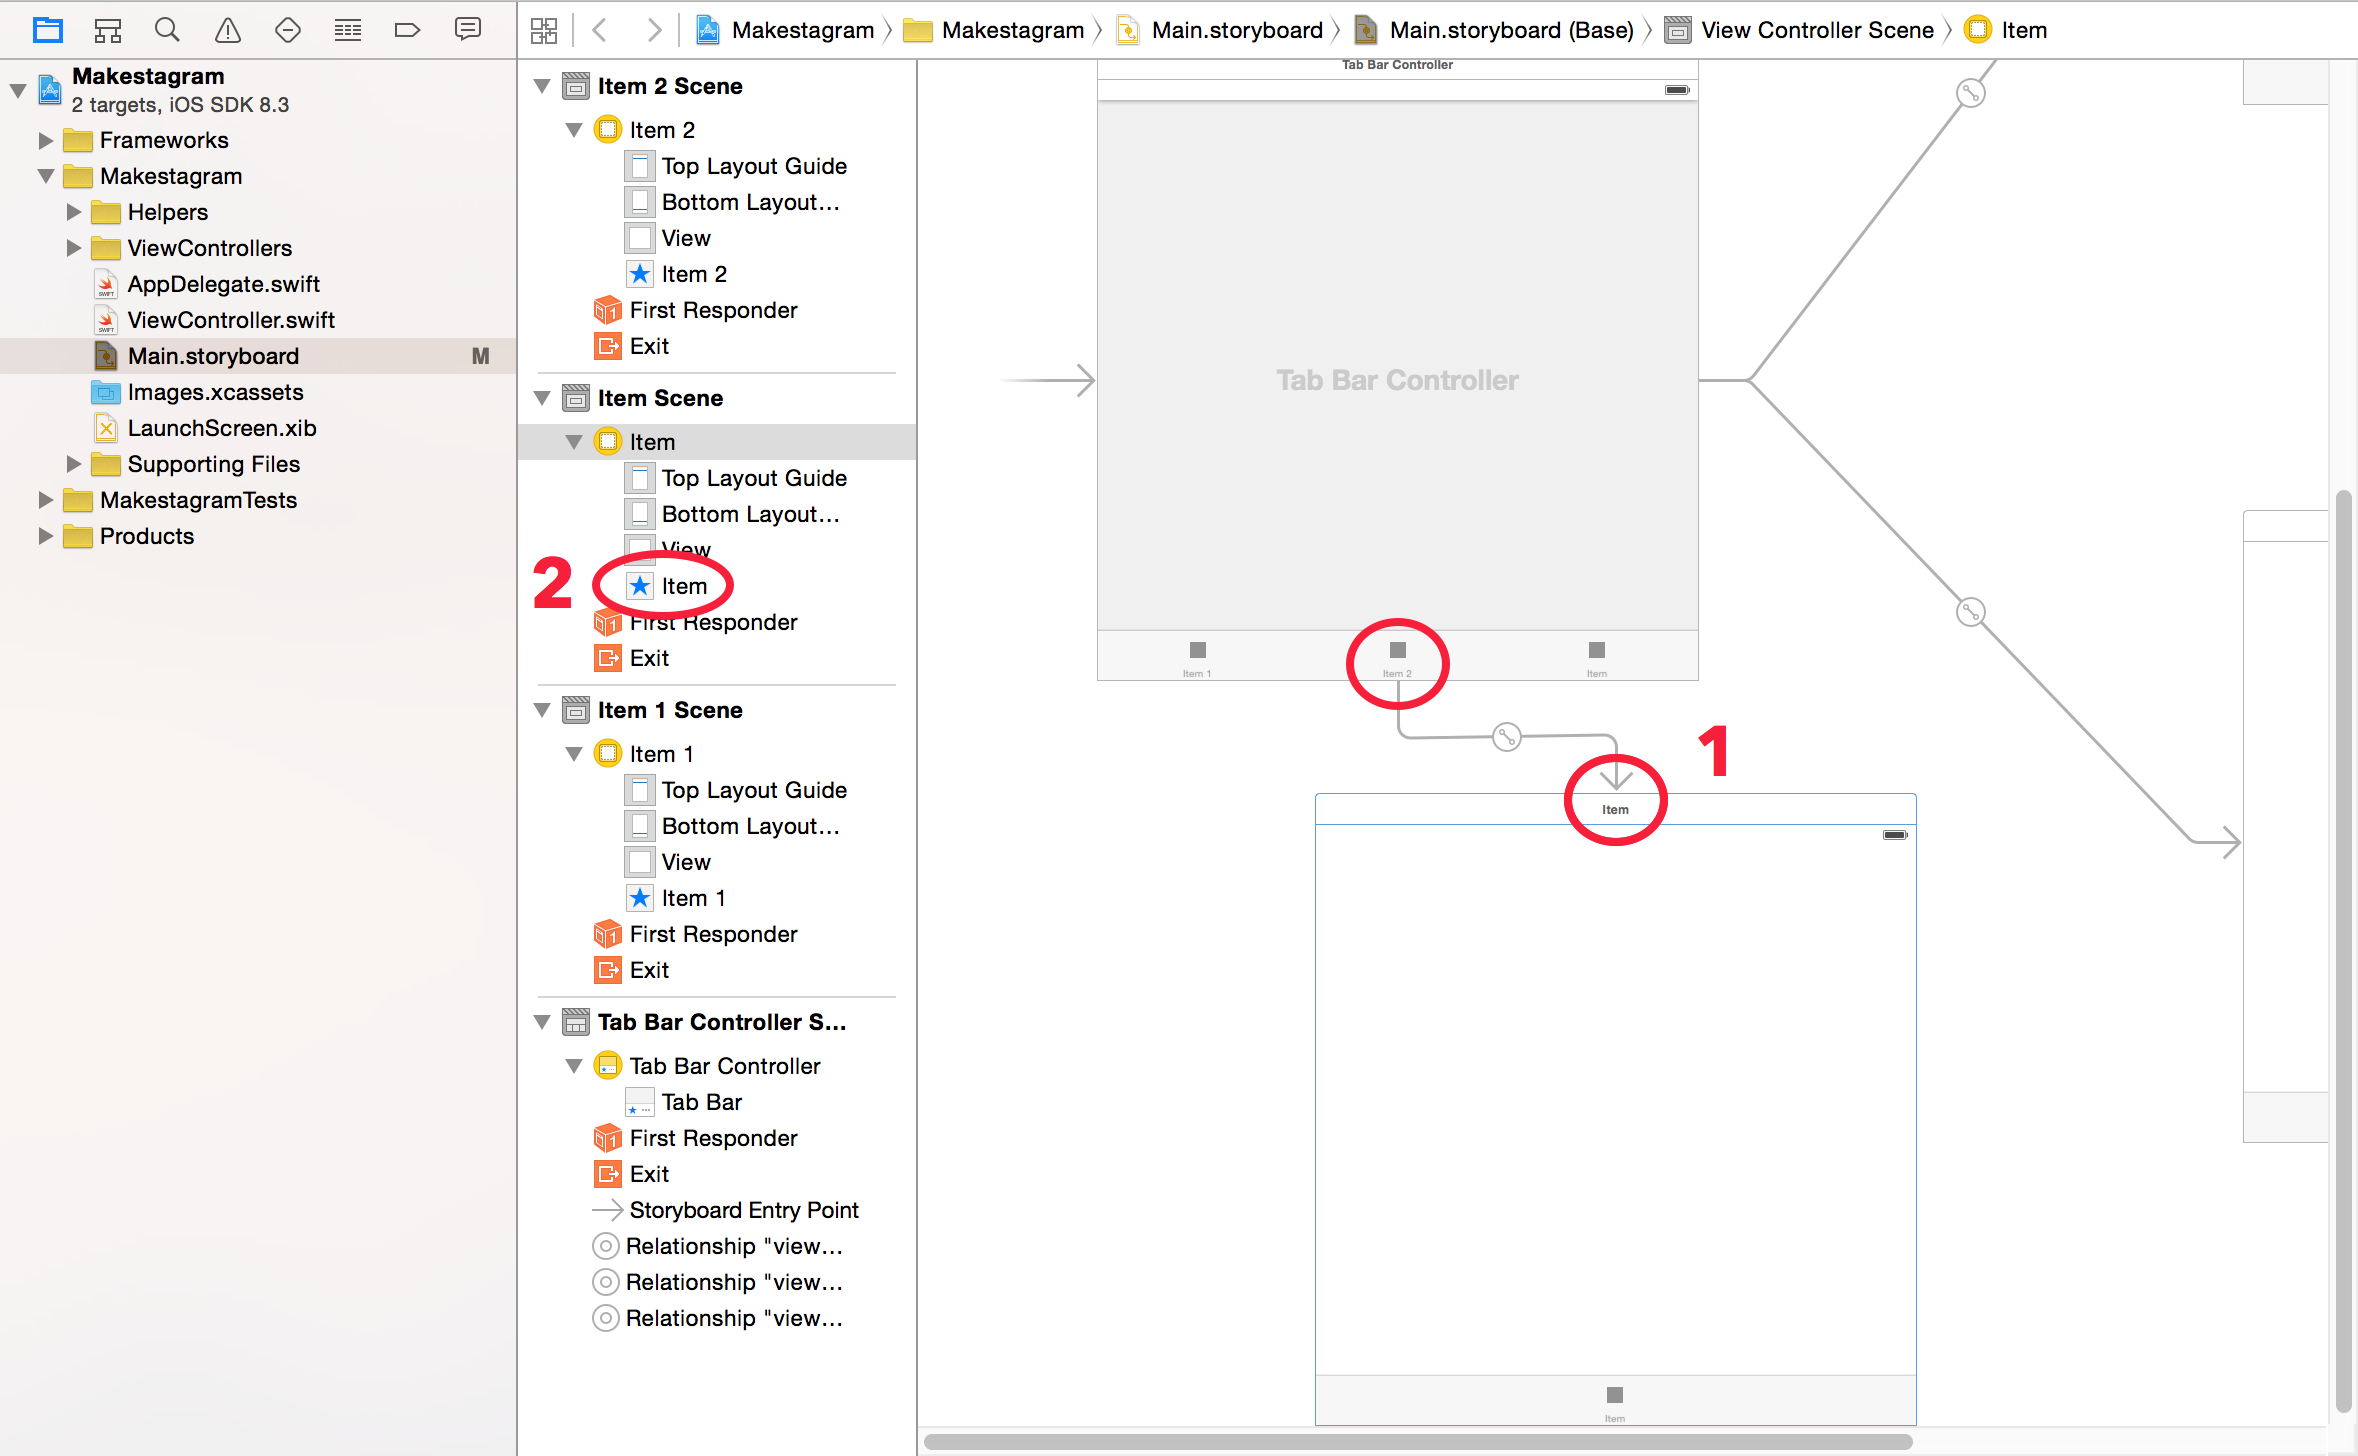 Makestagram
Makestagram
Main.storyboard
Main.storyboard (Base)
View Controller Scene
Item
Makestagram
2 targets, iOS SDK 8.3
Frameworks
Makestagram
Helpers
ViewControllers
AppDelegate.swift
ViewController.swift
Main.storyboard M
Images.xcassets
LaunchScreen.xib
Supporting Files
MakestagramTests
Products
Item 2 Scene
Item 2
Top Layout Guide
Bottom Layout...
View
Item 2
First Responder
Exit
Item Scene
Item
Top Layout Guide
Bottom Layout...
View
2
Item
First Responder
Exit
Item 1 Scene
Item 1
Top Layout Guide
Bottom Layout...
View
Item 1
First Responder
Exit
Tab Bar Controller S...
Tab Bar Controller
Tab Bar
First Responder
Exit
Storyboard Entry Point
Relationship "view...
Relationship "view...
Relationship "view...
Tab Bar Controller
Tab Bar Controller
Item 1
Item 2
Item
1
Item
Item